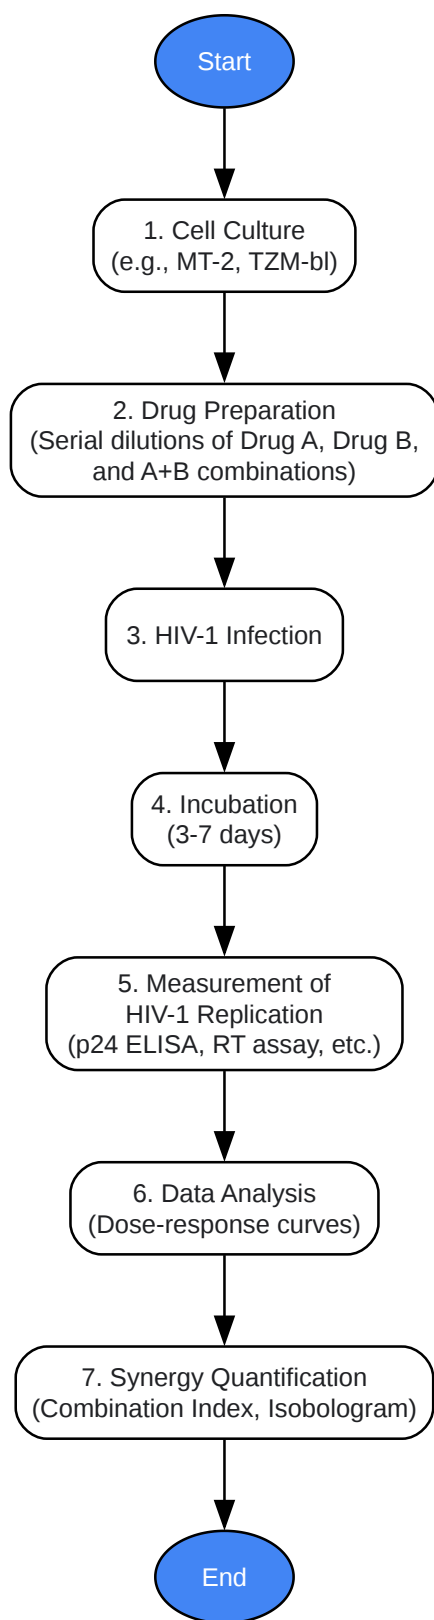 Start
1. Cell Culture
(e.g., MT-2, TZM-bl)
2. Drug Preparation
(Serial dilutions of Drug A, Drug B,
and A+B combinations)
3. HIV-1 Infection
4. Incubation
(3-7 days)
5. Measurement of
HIV-1 Replication
(p24 ELISA, RT assay, etc.)
6. Data Analysis
(Dose-response curves)
7. Synergy Quantification
(Combination Index, Isobologram)
End